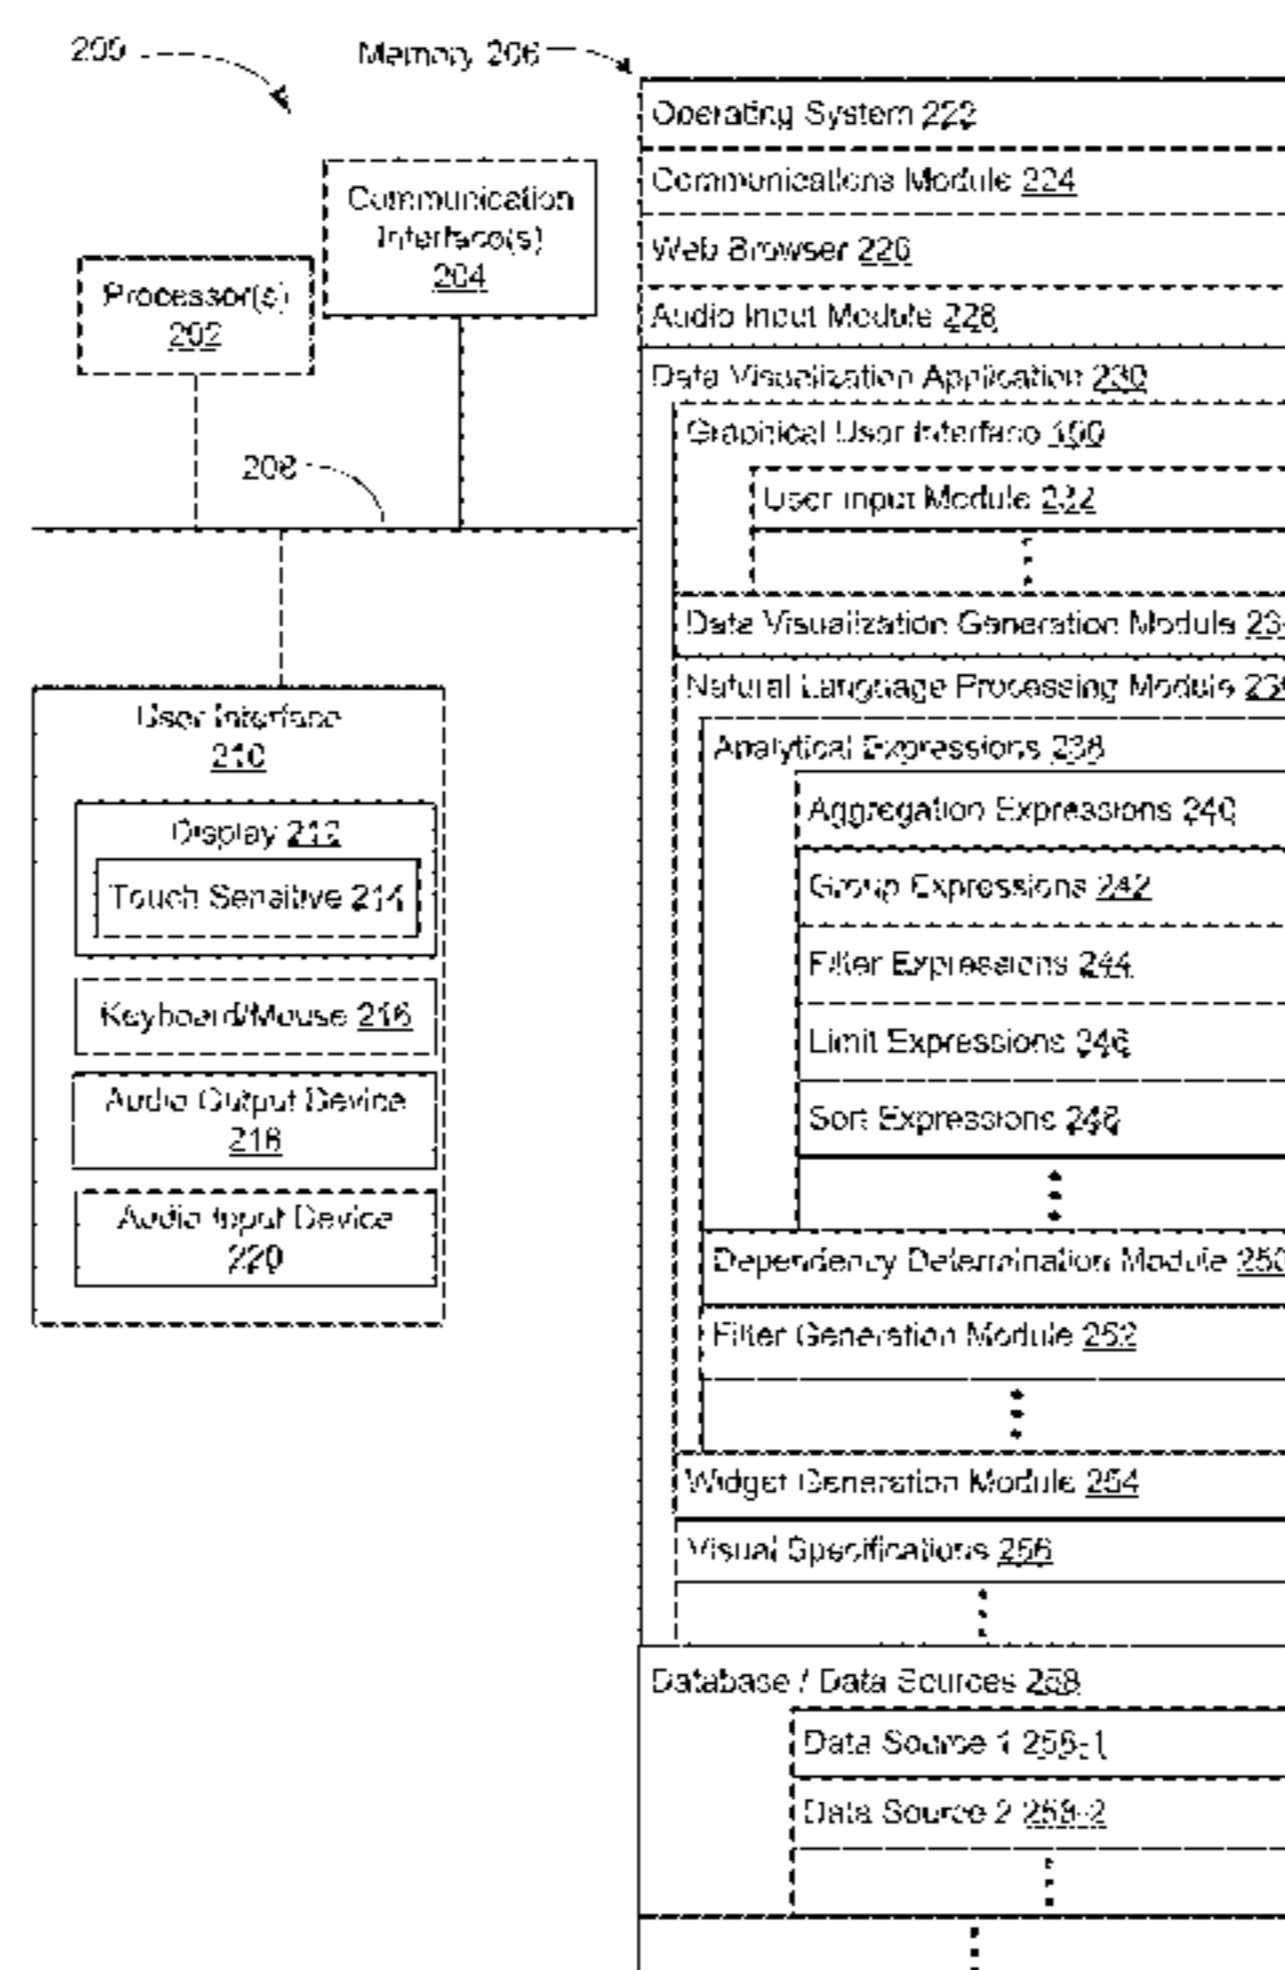 200
Memory 206
Communication
Interface(s)
204
Processor(s)
202
208
User Interface
210
Display 212
Touch Sensitive 214
Keyboard/Mouse 216
Audio Output Device
218
Audio Input Device
220
Operating System 222
Communications Module 224
Web Browser 226
Audio Input Module 228
Data Visualization Application 230
Graphical User Interface 100
User Input Module 232
Data Visualization Generation Module 234
Natural Language Processing Module 236
Analytical Expressions 238
Aggregation Expressions 240
Group Expressions 242
Filter Expressions 244
Limit Expressions 246
Sort Expressions 248
Dependency Determination Module 250
Filter Generation Module 252
Widget Generation Module 254
Visual Specifications 256
Database / Data Sources 258
Data Source 1 258-1
Data Source 2 258-2